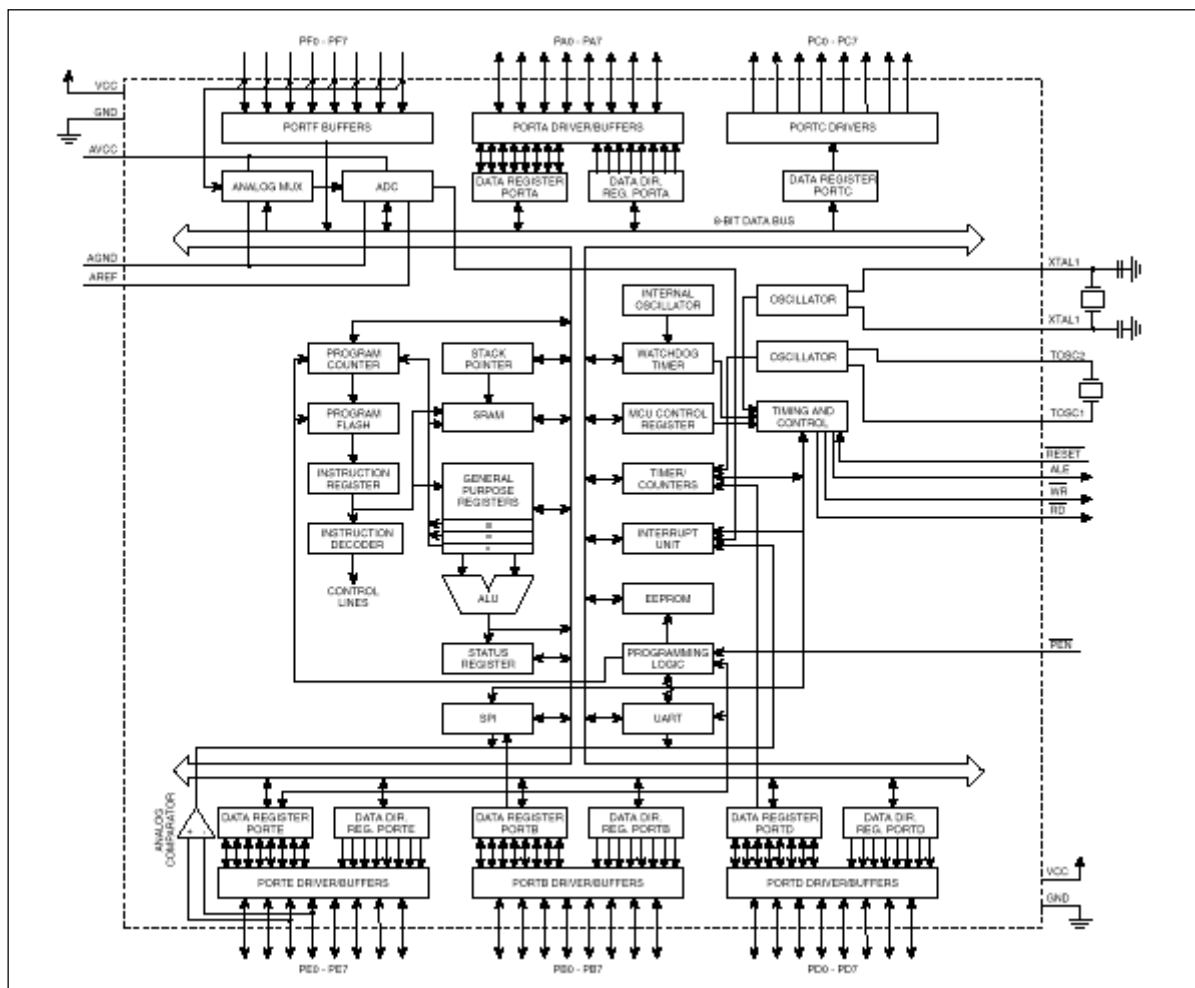 PF0 - PF7
PA0 - PA7
PC0 - PC7
VCC
GND
PORTF BUFFERS
PORTA DRIVER/BUFFERS
PORTC DRIVERS
AVCC
ANALOG MUX
ADC
DATA REGISTER
PORTA
DATA DIR.
REG. PORTA
DATA REGISTER
PORTC
8-BIT DATA BUS
AGND
AREF
XTAL1
INTERNAL
OSCILLATOR
OSCILLATOR
XTAL1
PROGRAM
COUNTER
STACK
POINTER
WATCHDOG
TIMER
OSCILLATOR
TOSC2
PROGRAM
FLASH
SRAM
MCU CONTROL
REGISTER
TIMING AND
CONTROL
TOSC1
RESET
ALE
WR
RD
INSTRUCTION
REGISTER
GENERAL
PURPOSE
REGISTERS
TIMER/
COUNTERS
INSTRUCTION
DECODER
INTERRUPT
UNIT
CONTROL
LINES
ALU
EEPROM
STATUS
REGISTER
PROGRAMMING
LOGIC
PEN
SPI
UART
ANALOG
COMPARATOR
+ -
DATA REGISTER
PORTE
DATA DIR.
REG. PORTE
DATA REGISTER
PORTB
DATA DIR.
REG. PORTB
DATA REGISTER
PORTD
DATA DIR.
REG. PORTD
PORTE DRIVER/BUFFERS
PORTB DRIVER/BUFFERS
PORTD DRIVER/BUFFERS
VCC
GND
PE0 - PE7
PB0 - PB7
PD0 - PD7